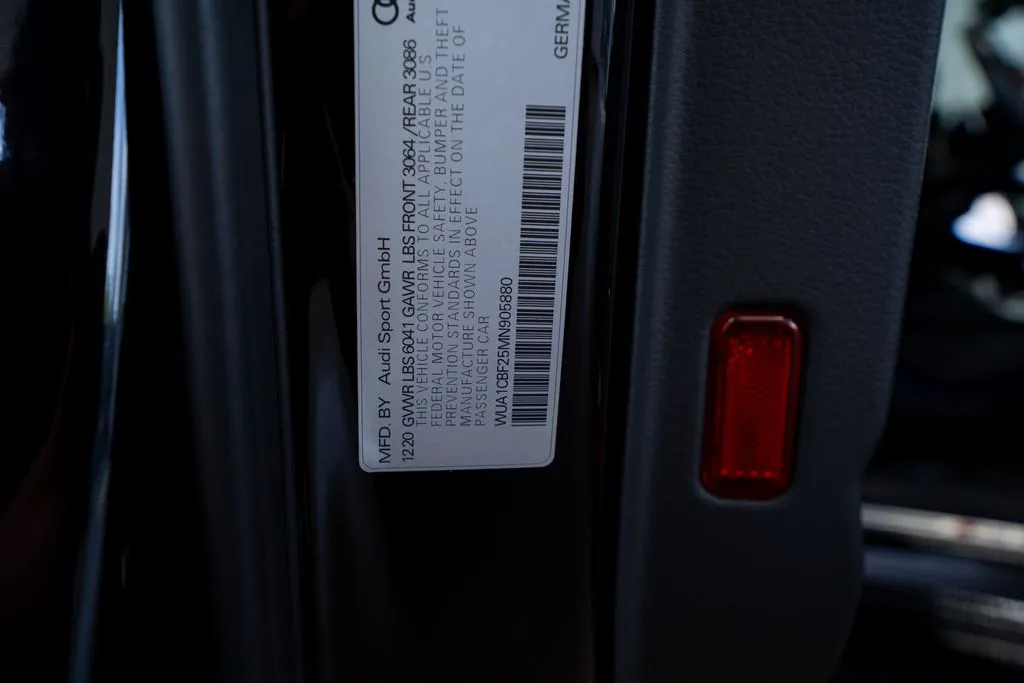 GERMA
Au
MFD. BY Audi Sport GmbH
1220 GVWR LBS 6041 GAWR LBS FRONT 3064 / REAR 3086
THIS VEHICLE CONFORMS TO ALL APPLICABLE U.S
FEDERAL MOTOR VEHICLE SAFETY, BUMPER AND THEFT
PREVENTION STANDARDS IN EFFECT ON THE DATE OF
MANUFACTURE SHOWN ABOVE
PASSENGER CAR
WUA1CBF25MN905880